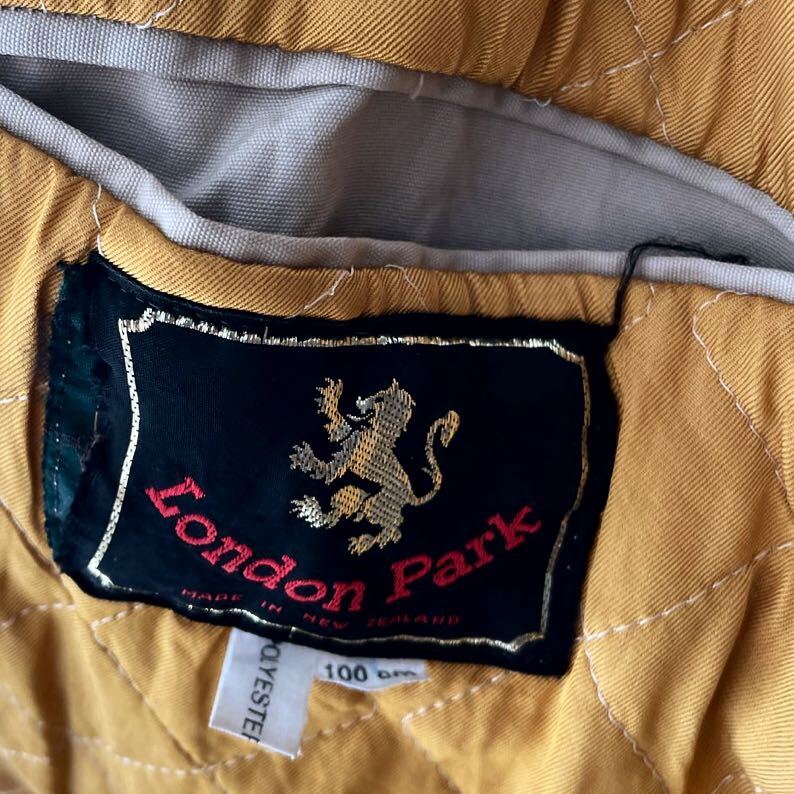 London Park
MADE IN NEW ZEALAND
100 cm
POLYESTER